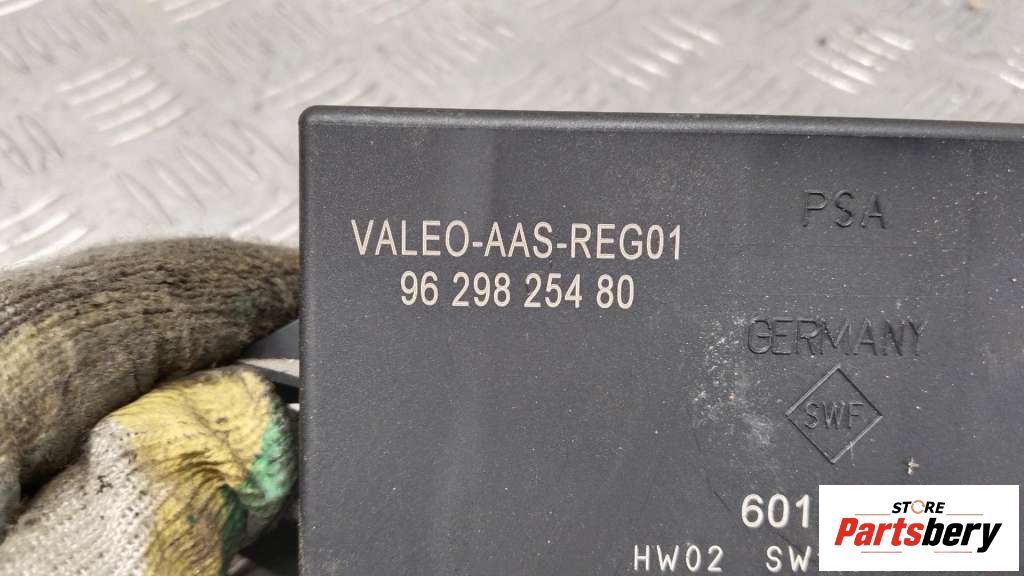 VALEO-AAS-REG01
96 298 254 80
PSA
GERMANY
SWF
601
HW02
STORE
Partsbery